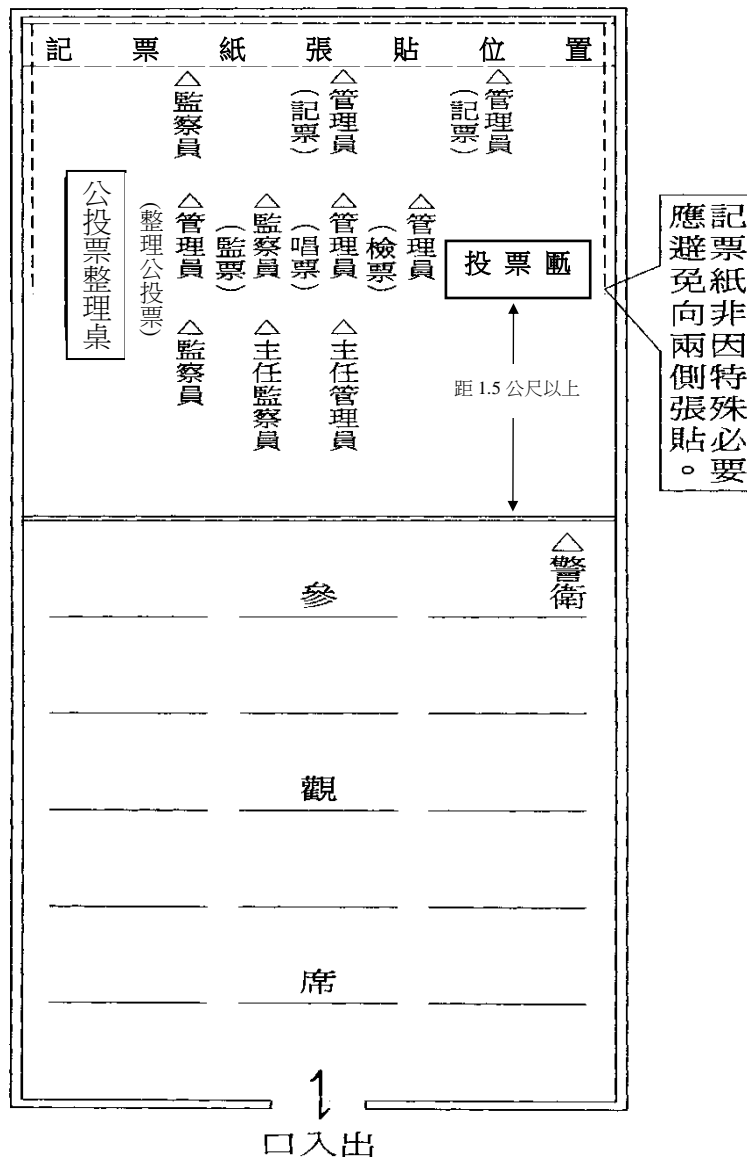 記票紙張貼位置
△管理員
(記票)
△管理員
(記票)
△監察員
△管理員
(檢票)
△管理員
(唱票)
△監察員
(監票)
△管理員
(整理公投票)
公投票整理桌
投票匭
△主任管理員
△主任監察員
△監察員
距 1.5 公尺以上
記票紙非因特殊必要
應避免向兩側張貼。
△警衛
參
觀
席
口入出